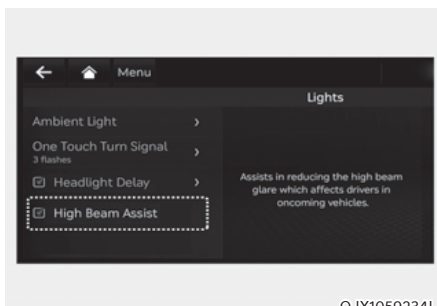 Menu
Lights
Ambient Light
One Touch Turn Signal
3 flashes
Headlight Delay
High Beam Assist
Assists in reducing the high beam
glare which affects drivers in
oncoming vehicles.